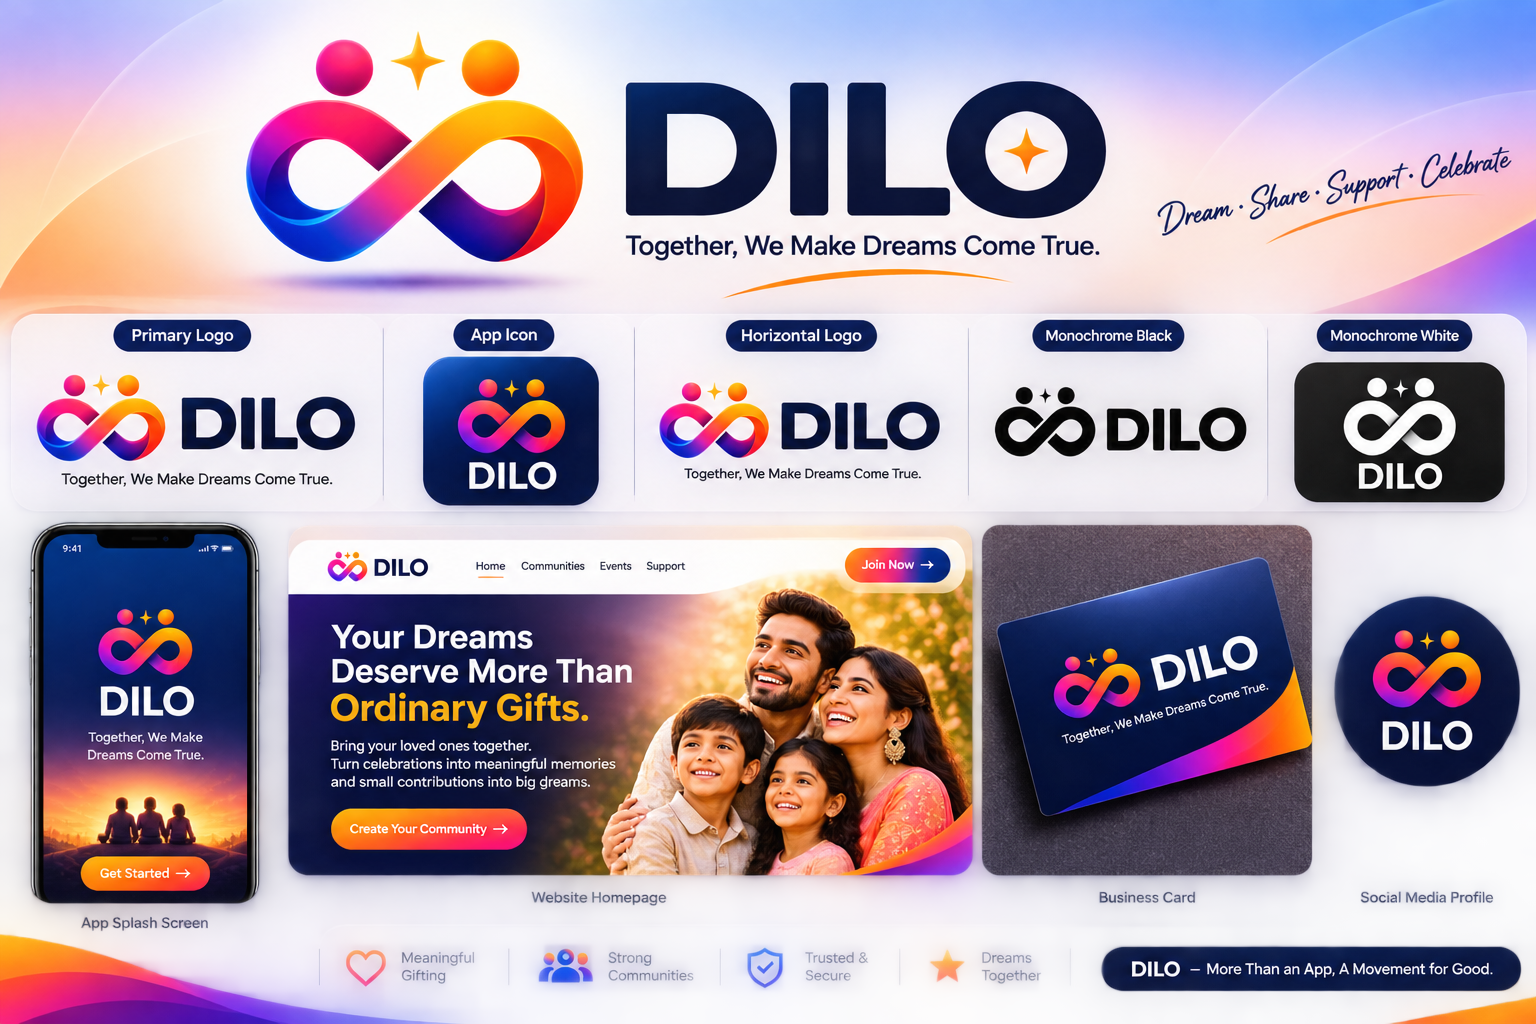 DILO
Together, We Make Dreams Come True.
Dream · Share · Support · Celebrate
Primary Logo
DILO
Together, We Make Dreams Come True.
App Icon
DILO
Horizontal Logo
DILO
Together, We Make Dreams Come True.
Monochrome Black
DILO
Monochrome White
DILO
9:41
DILO
Together, We Make
Dreams Come True.
Get Started →
App Splash Screen
DILO
Home
Communities
Events
Support
Join Now →
Your Dreams
Deserve More Than
Ordinary Gifts.
Bring your loved ones together.
Turn celebrations into meaningful memories
and small contributions into big dreams.
Create Your Community →
Website Homepage
DILO
Together, We Make Dreams Come True.
Business Card
DILO
Social Media Profile
Meaningful
Gifting
Strong
Communities
Trusted &
Secure
Dreams
Together
DILO – More Than an App, A Movement for Good.